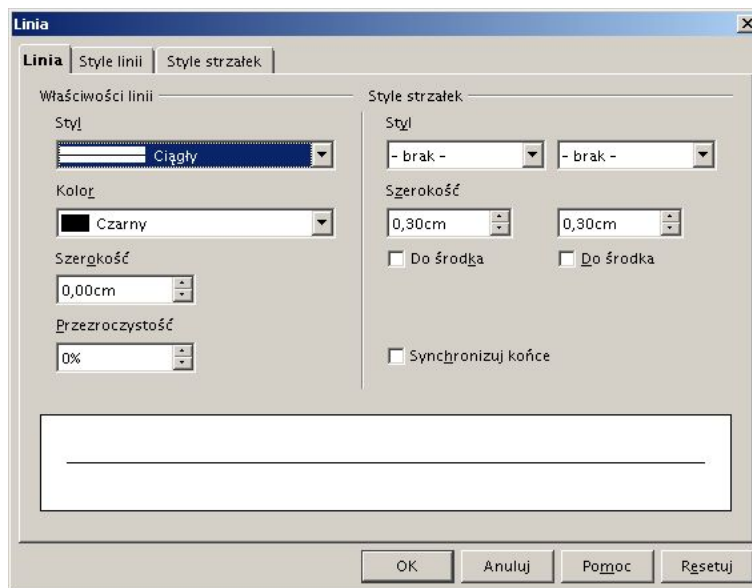 Linia
Linia Style linii Style strzałek
Właściwości linii
Styl
Ciągły
Kolor
Czarny
Szerokość
0,00cm
Przezroczystość
0%
Style strzałek
Styl
- brak - - brak -
Szerokość
0,30cm 0,30cm
Do środka Do środka
Synchronizuj końce
OK Anuluj Pomoc Resetuj